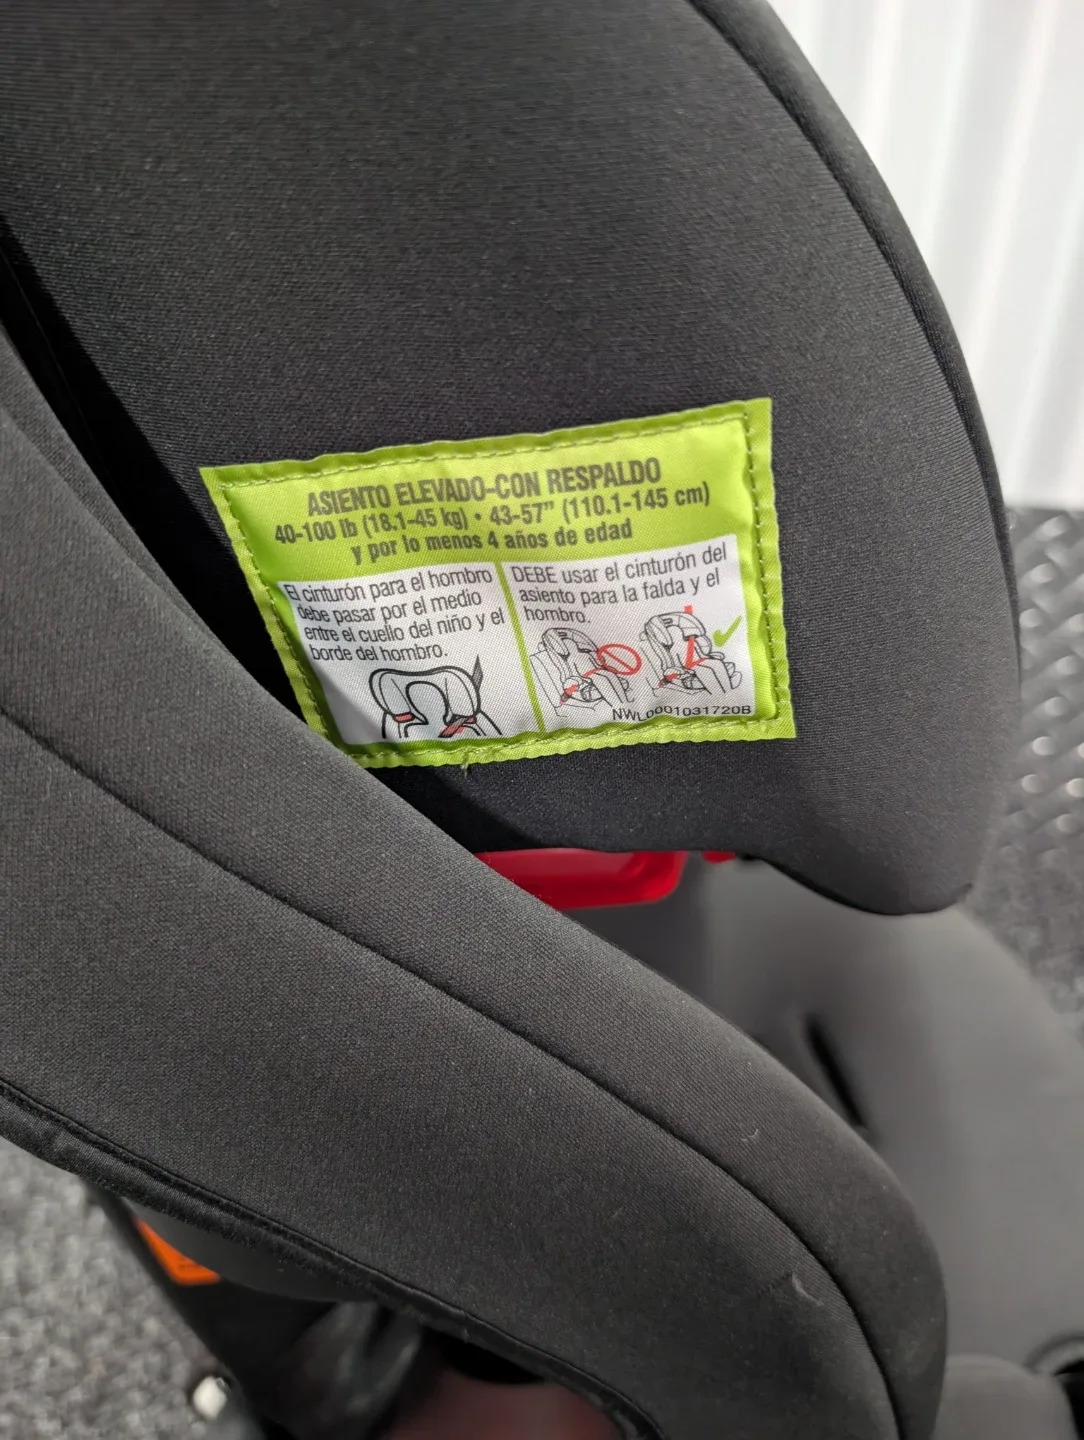 ASIENTO ELEVADO-CON RESPALDO
40-100 lb (18.1-45 kg) • 43-57" (110.1-145 cm)
y por lo menos 4 años de edad
El cinturón para el hombro
debe pasar por el medio
entre el cuello del niño y el
borde del hombro.
DEBE usar el cinturón del
asiento para la falda y el
hombro.
NWL0001031720B